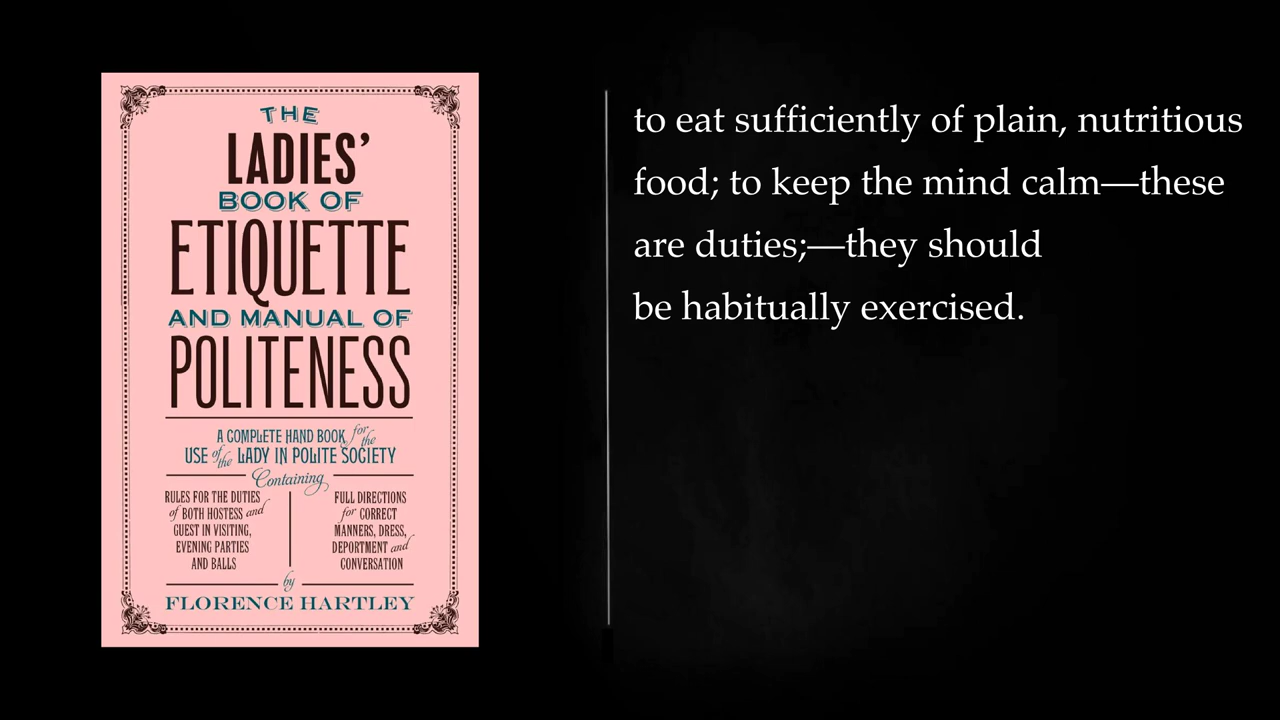 THE
LADIES'
BOOK OF
ETIQUETTE
AND MANUAL OF
POLITENESS
A COMPLETE HAND BOOK for the
USE of the LADY IN POLITE SOCIETY
Containing
RULES FOR THE DUTIES
of BOTH HOSTESS and
GUEST IN VISITING,
EVENING PARTIES
AND BALLS
FULL DIRECTIONS
for CORRECT
MANNERS, DRESS,
DEPORTMENT and
CONVERSATION
by
FLORENCE HARTLEY
to eat sufficiently of plain, nutritious
food; to keep the mind calm—these
are duties;—they should
be habitually exercised.